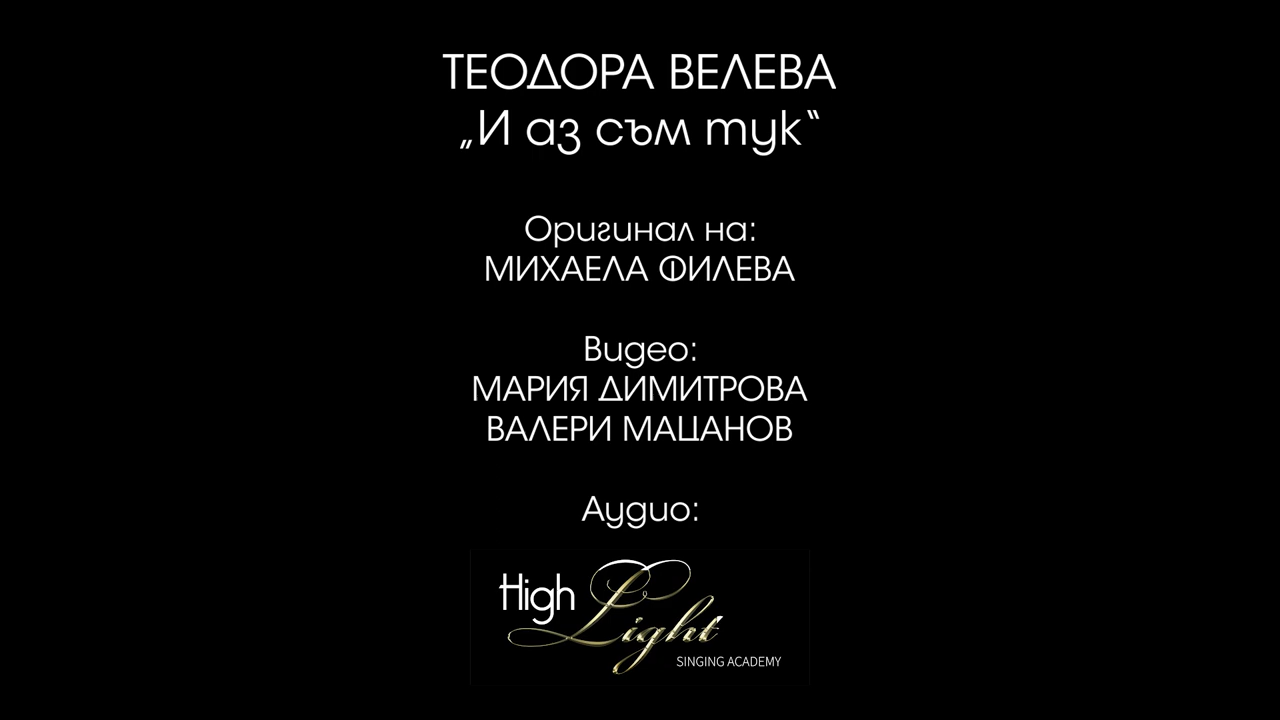 ТЕОДОРА ВЕЛЕВА
„И аз съм тук“
Оригинал на:
МИХАЕЛА ФИЛЕВА
Видео:
МАРИЯ ДИМИТРОВА
ВАЛЕРИ МАЦАНОВ
Аудио:
High Light
SINGING ACADEMY